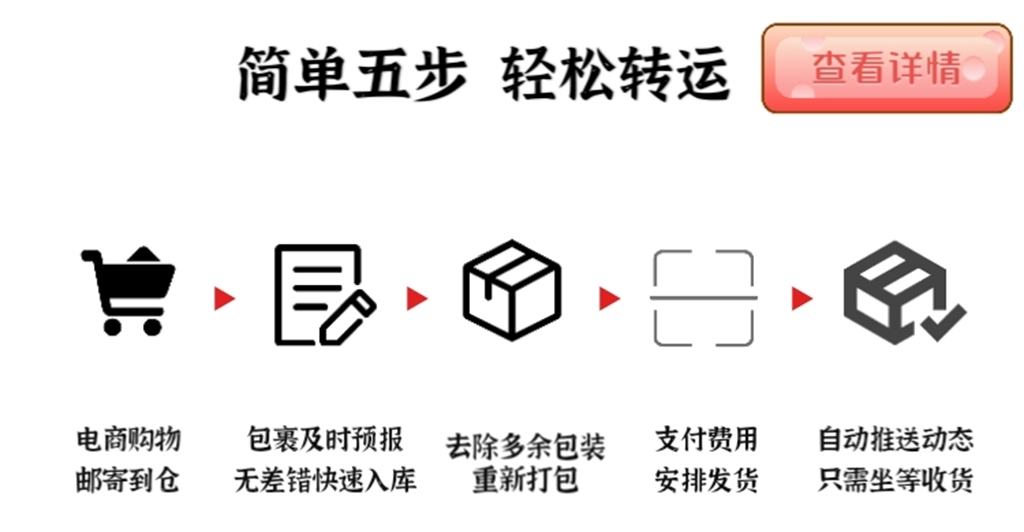 简单五步 轻松转运
查看详情
电商购物
邮寄到仓
包裹及时预报
无差错快速入库
去除多余包装
重新打包
支付费用
安排发货
自动推送动态
只需坐等收货